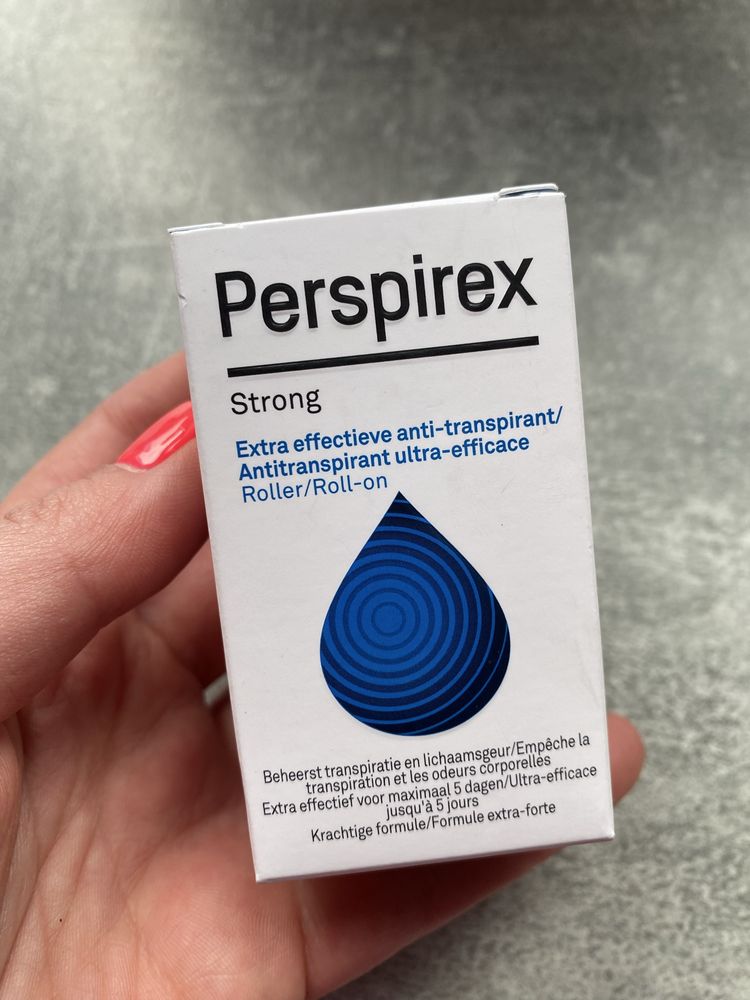 Perspirex
Strong
Extra effectieve anti-transpirant/
Antitranspirant ultra-efficace
Roller/Roll-on
Beheerst transpiratie en lichaamsgeur/Empêche la
transpiration et les odeurs corporelles
Extra effectief voor maximaal 5 dagen/Ultra-efficace
jusqu'à 5 jours
Krachtige formule/Formule extra-forte